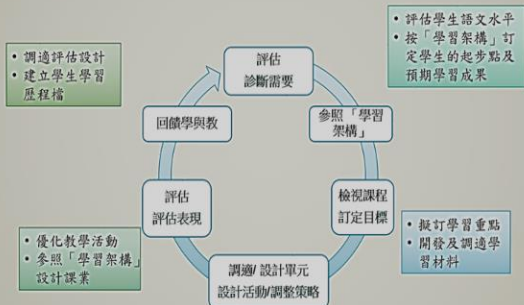 評估
診斷需要
• 評估學生語文水平
• 按「學習架構」訂
定學生的起步點及
預期學習成果
參照「學習
架構」
檢視課程
訂定目標
• 擬訂學習重點
• 開發及調適學
習材料
調適/ 設計單元
設計活動/調整策略
• 優化教學活動
• 參照「學習架構」
設計課業
評估
評估表現
回饋學與教
• 調適評估設計
• 建立學生學習
歷程檔